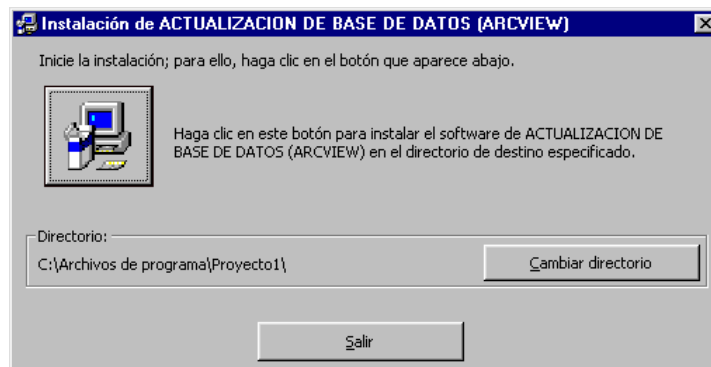 Instalación de ACTUALIZACION DE BASE DE DATOS (ARCVIEW)
Inicie la instalación; para ello, haga clic en el botón que aparece abajo.
Haga clic en este botón para instalar el software de ACTUALIZACION DE
BASE DE DATOS (ARCVIEW) en el directorio de destino especificado.
Directorio:
C:\Archivos de programa\Proyecto1\
Cambiar directorio
Salir